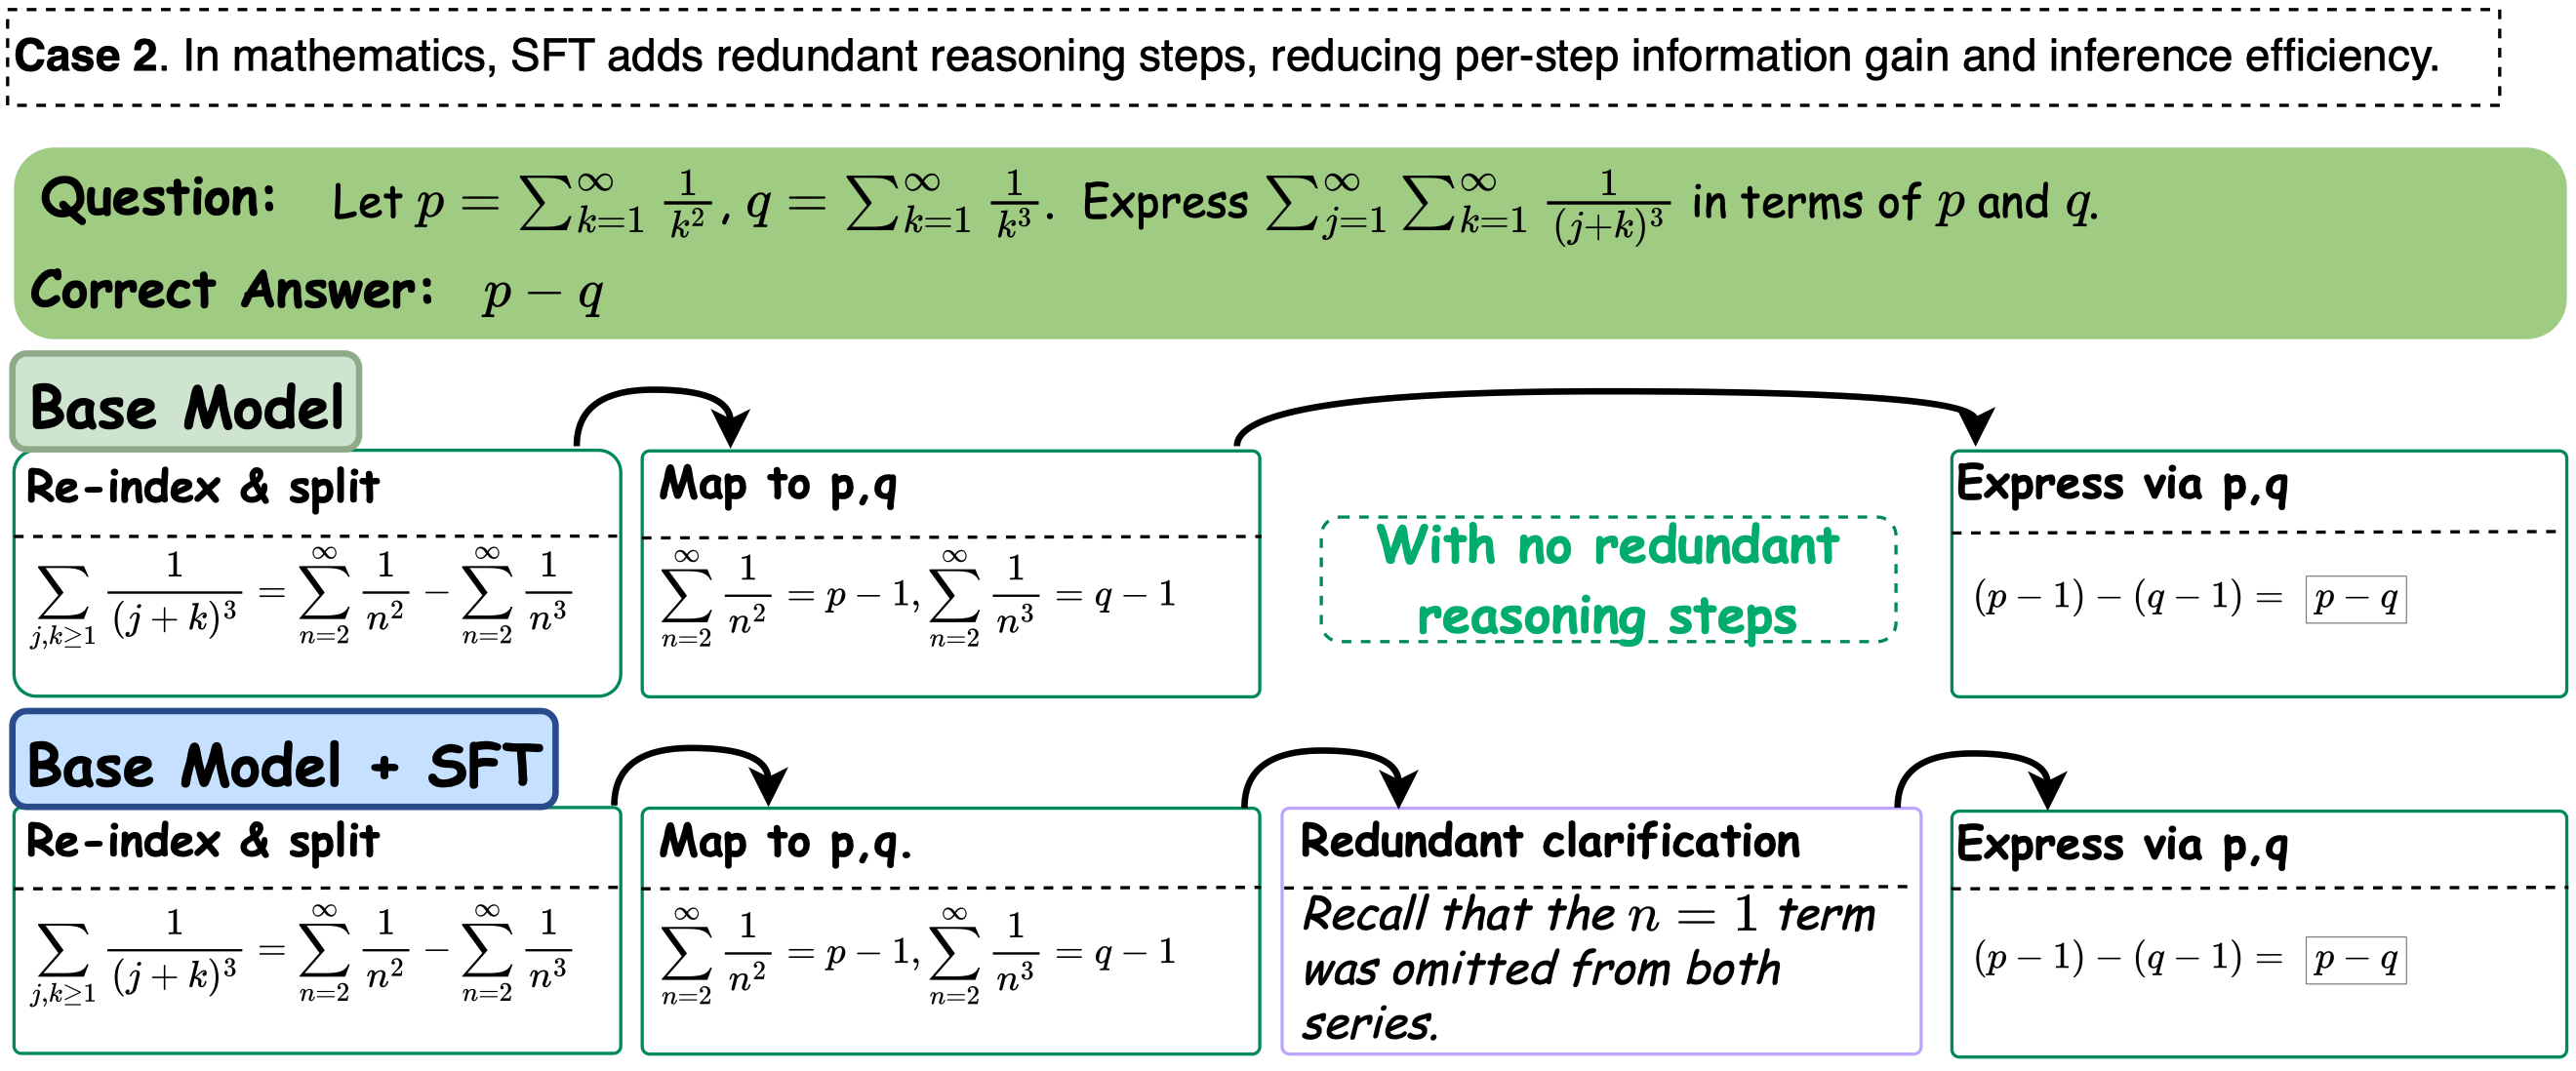 Case 2. In mathematics, SFT adds redundant reasoning steps, reducing per-step information gain and inference efficiency.
Question: Let $p = \sum_{k=1}^{\infty} \frac{1}{k^2}$, $q = \sum_{k=1}^{\infty} \frac{1}{k^3}$. Express $\sum_{j=1}^{\infty} \sum_{k=1}^{\infty} \frac{1}{(j+k)^3}$ in terms of $p$ and $q$.
Correct Answer: $p - q$
Base Model
Re-index & split
$\sum_{j,k \geq 1} \frac{1}{(j+k)^3} = \sum_{n=2}^{\infty} \frac{1}{n^2} - \sum_{n=2}^{\infty} \frac{1}{n^3}$
Map to p,q
$\sum_{n=2}^{\infty} \frac{1}{n^2} = p - 1, \sum_{n=2}^{\infty} \frac{1}{n^3} = q - 1$
With no redundant
reasoning steps
Express via p,q
$(p - 1) - (q - 1) = \boxed{p - q}$
Base Model + SFT
Re-index & split
$\sum_{j,k \geq 1} \frac{1}{(j+k)^3} = \sum_{n=2}^{\infty} \frac{1}{n^2} - \sum_{n=2}^{\infty} \frac{1}{n^3}$
Map to p,q.
$\sum_{n=2}^{\infty} \frac{1}{n^2} = p - 1, \sum_{n=2}^{\infty} \frac{1}{n^3} = q - 1$
Redundant clarification
Recall that the $n = 1$ term
was omitted from both
series.
Express via p,q
$(p - 1) - (q - 1) = \boxed{p - q}$